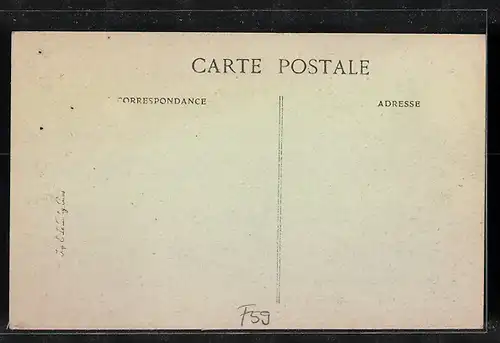 CARTE POSTALE
CORRESPONDANCE
ADRESSE
F59